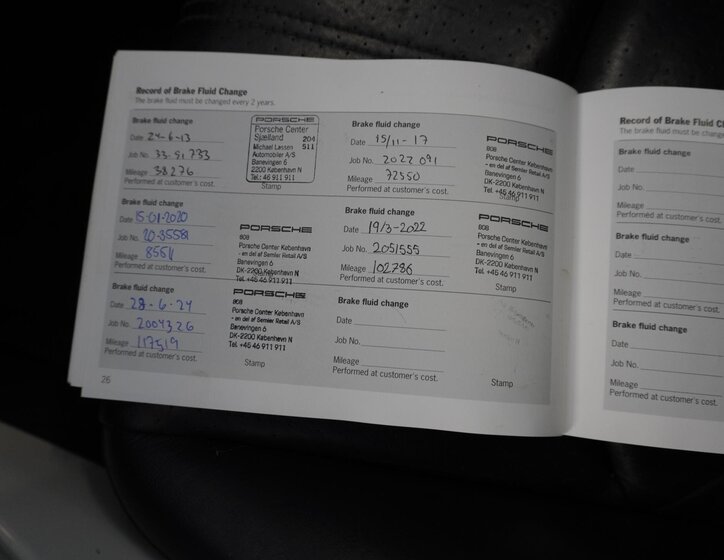 Record of Brake Fluid Change
The brake fluid must be changed every 2 years.
Brake fluid change
Date 24-6-13
Job No. 33.51733
Mileage 38276
Performed at customer's cost.
PORSCHE
Porsche Center
Sjælland 204
Michael Lassen 511
Automobiler A/S
Banevingen 6
2200 København N
Tel.: 46 911 911
Stamp
Brake fluid change
Date 15/11-17
Job No. 2022091
Mileage 72550
Performed at customer's cost.
PORSCHE
808
Porsche Center København
- en del af Semler Retail A/S
Banevingen 6
DK-2200 København N
Tel. +45 46 911 911
Stamp
Brake fluid change
Date 15-01-2020
Job No. 20-3558
Mileage
Performed at customer's cost.
PORSCHE
808
Porsche Center København
- en del af Semler Retail A/S
Banevingen 6
DK-2200 København N
Tel. +45 46 911 911
Stamp
Brake fluid change
Date 19/3-2022
Job No. 2051555
Mileage 102786
Performed at customer's cost.
PORSCHE
808
Porsche Center København
- en del af Semler Retail A/S
Banevingen 6
DK-2200 København N
Tel. +45 46 911 911
Stamp
Brake fluid change
Date 28-6-24
Job No. 2004326
Mileage 117519
Performed at customer's cost.
PORSCHE
808
Porsche Center København
- en del af Semler Retail A/S
Banevingen 6
DK-2200 København N
Tel. +45 46 911 911
Stamp
Brake fluid change
Date
Job No.
Mileage
Performed at customer's cost.
Stamp
26
Record of Brake Fluid
The brake fluid must be change
Brake fluid change
Date
Job No.
Mileage
Performed at customer's cost.
Brake fluid change
Date
Job No.
Mileage
Performed at customer's cost.
Brake fluid change
Date
Job No.
Mileage
Performed at customer's cost.